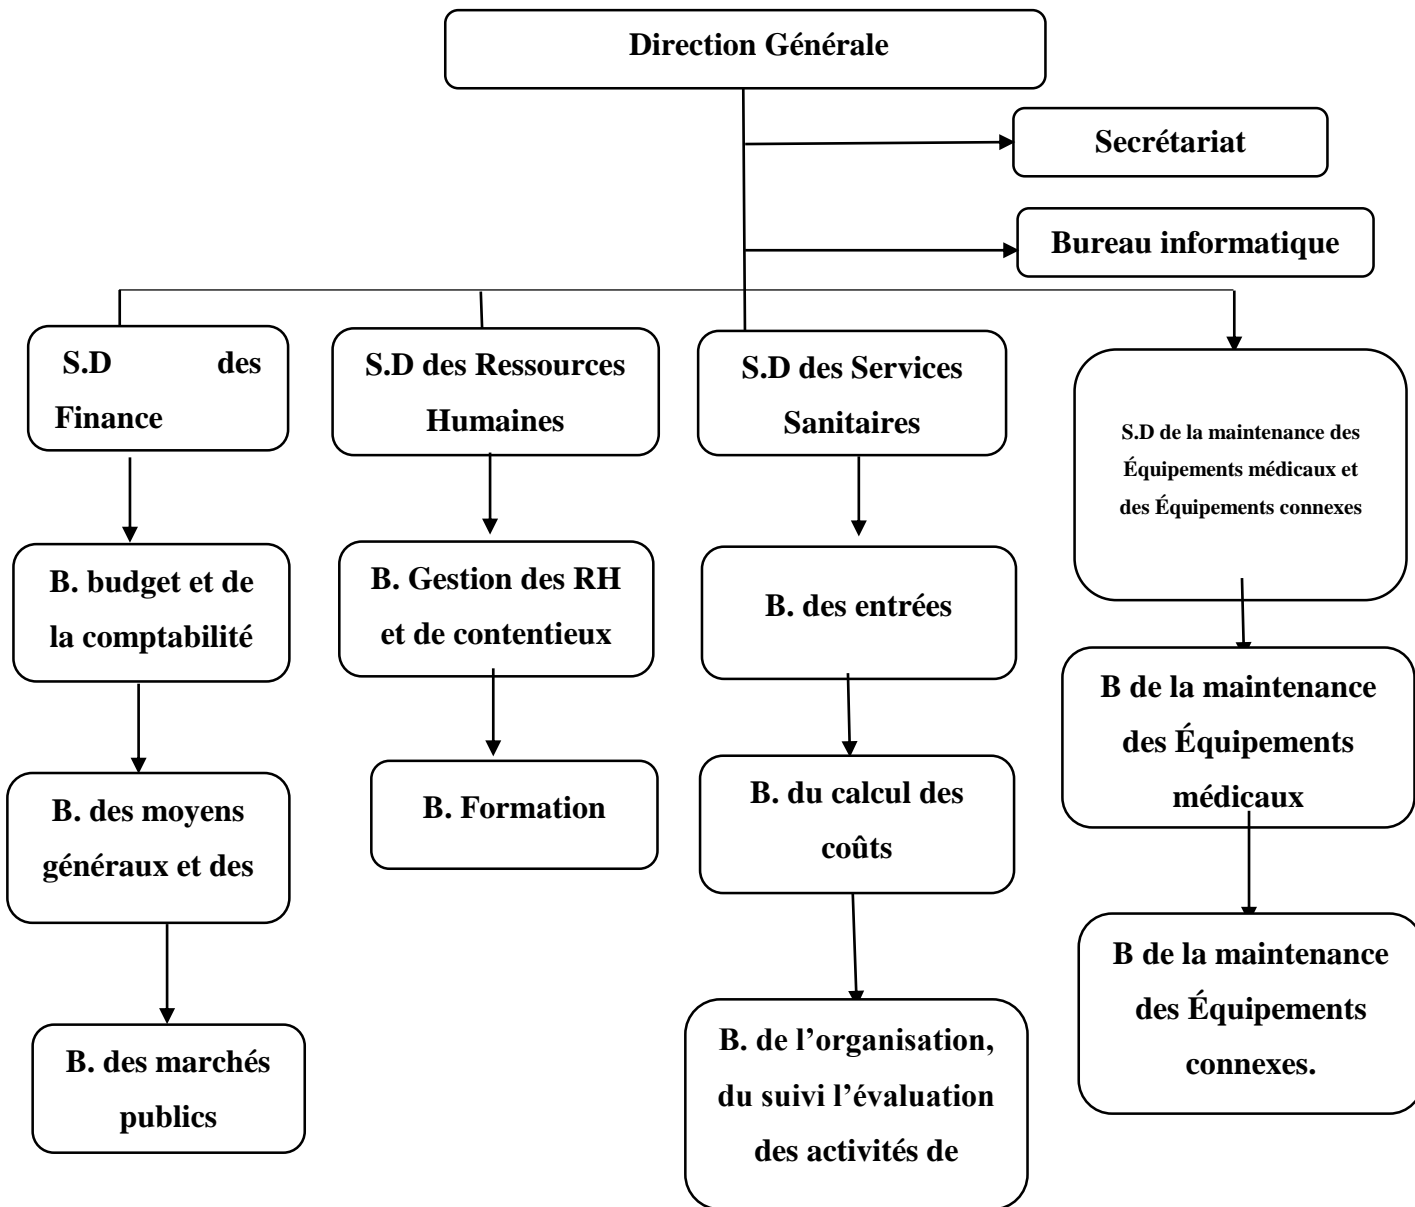 Direction Générale
Secrétariat
Bureau informatique
S.D des
Finance
S.D des Ressources
Humaines
S.D des Services
Sanitaires
S.D de la maintenance des
Équipements médicaux et
des Équipements connexes
B. budget et de
la comptabilité
B. Gestion des RH
et de contentieux
B. des entrées
B de la maintenance
des Équipements
médicaux
B. des moyens
généraux et des
B. Formation
B. du calcul des
coûts
B de la maintenance
des Équipements
connexes.
B. des marchés
publics
B. de l’organisation,
du suivi l’évaluation
des activités de